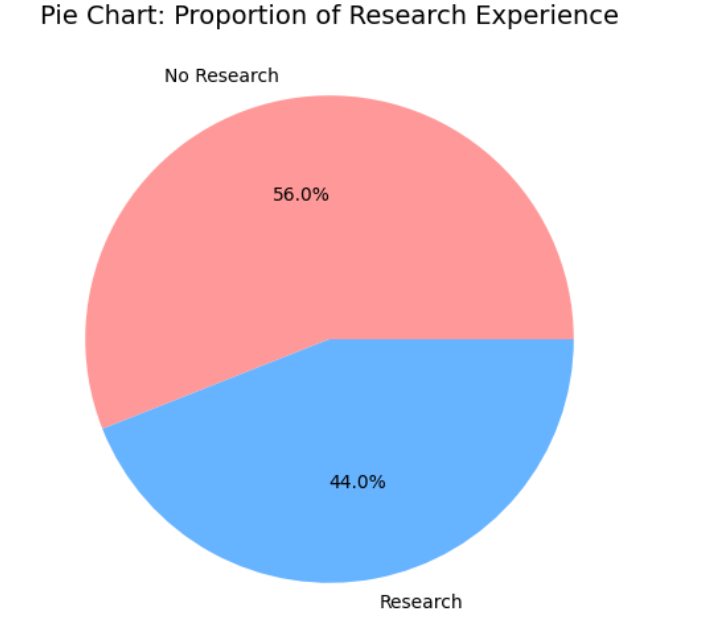 Pie Chart: Proportion of Research Experience
No Research
56.0%
44.0%
Research